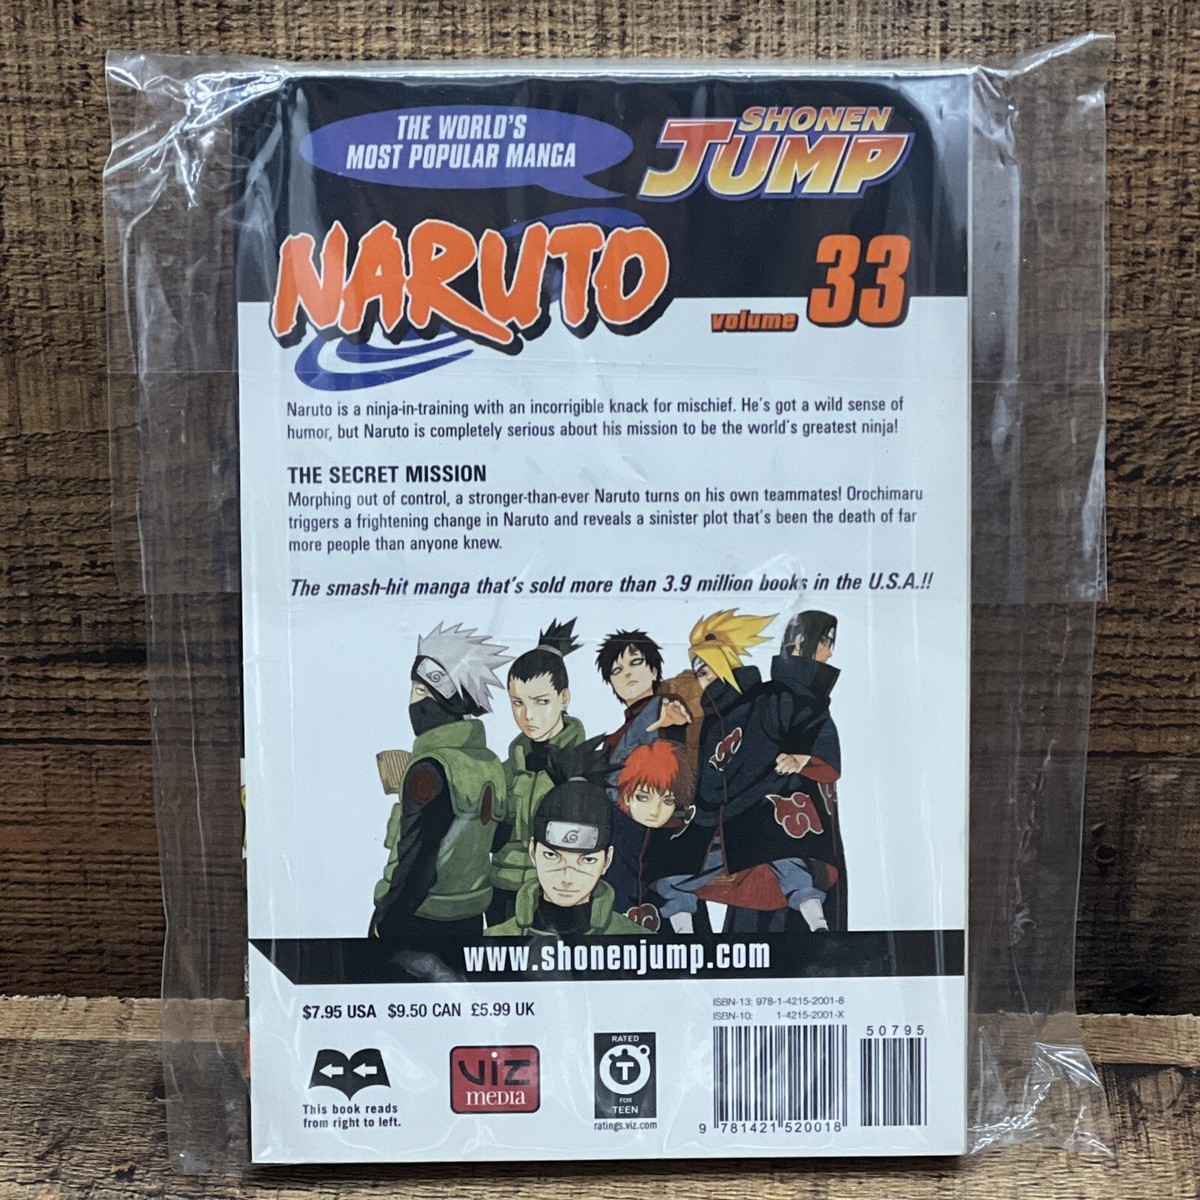 THE WORLD'S
MOST POPULAR MANGA
SHONEN
JUMP
NARUTO
volume 33
Naruto is a ninja-in-training with an incorrigible knack for mischief. He's got a wild sense of
humor, but Naruto is completely serious about his mission to be the world's greatest ninja!
THE SECRET MISSION
Morphing out of control, a stronger-than-ever Naruto turns on his own teammates! Orochimaru
triggers a frightening change in Naruto and reveals a sinister plot that's been the death of far
more people than anyone knew.
The smash-hit manga that's sold more than 3.9 million books in the U.S.A.!!
www.shonenjump.com
$7.95 USA $9.50 CAN £5.99 UK
ISBN-13: 978-1-4215-2001-8
ISBN-10: 1-4215-2001-X
50795
This book reads
from right to left.
VIZ
MEDIA
RATED
T
FOR
TEEN
ratings.viz.com
9 781421 520018